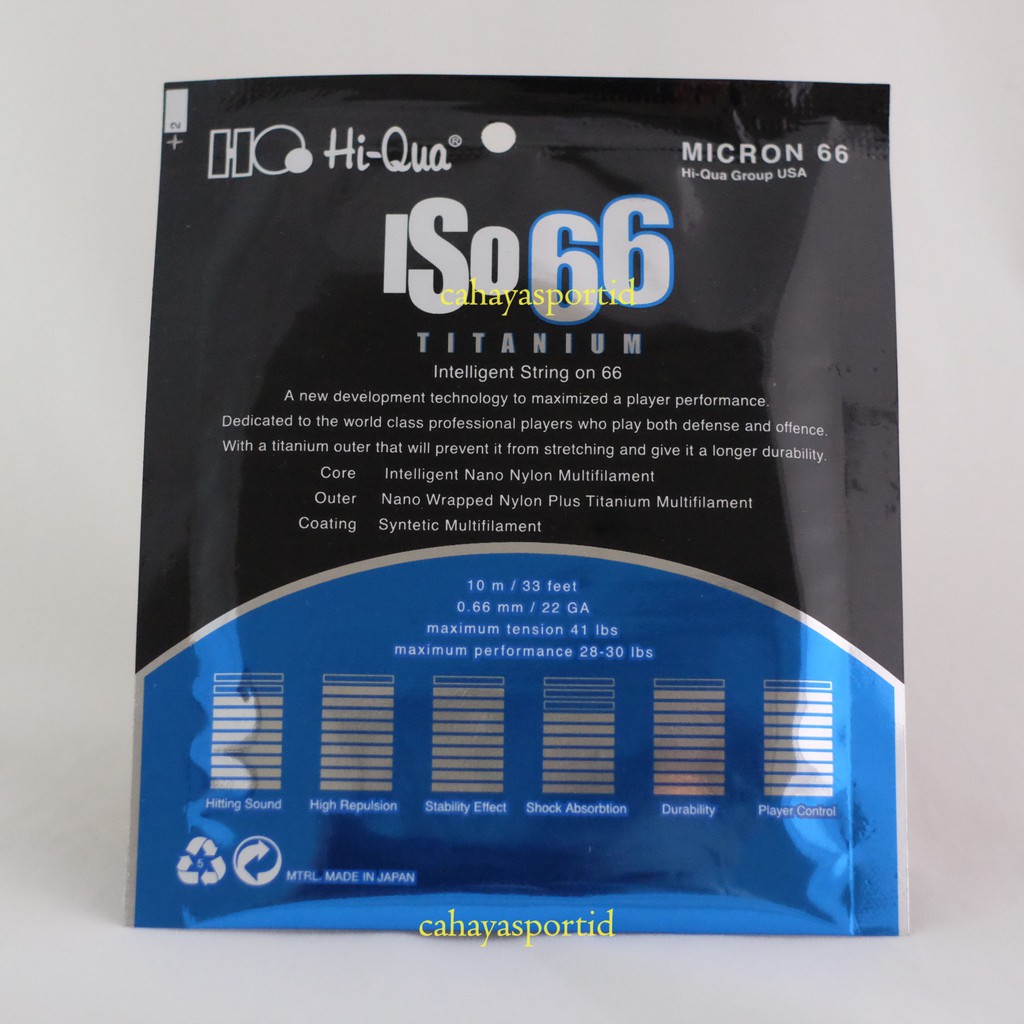 + 2
HQ Hi-Qua®
MICRON 66
Hi-Qua Group USA
ISo 66
cahayasportid
TITANIUM
Intelligent String on 66
A new development technology to maximized a player performance.
Dedicated to the world class professional players who play both defense and offence.
With a titanium outer that will prevent it from stretching and give it a longer durability.
Core Intelligent Nano Nylon Multifilament
Outer Nano Wrapped Nylon Plus Titanium Multifilament
Coating Syntetic Multifilament
10 m / 33 feet
0.66 mm / 22 GA
maximum tension 41 lbs
maximum performance 28-30 lbs
Hitting Sound High Repulsion Stability Effect Shock Absorbtion Durability Player Control
5
MTRL. MADE IN JAPAN
cahayasportid